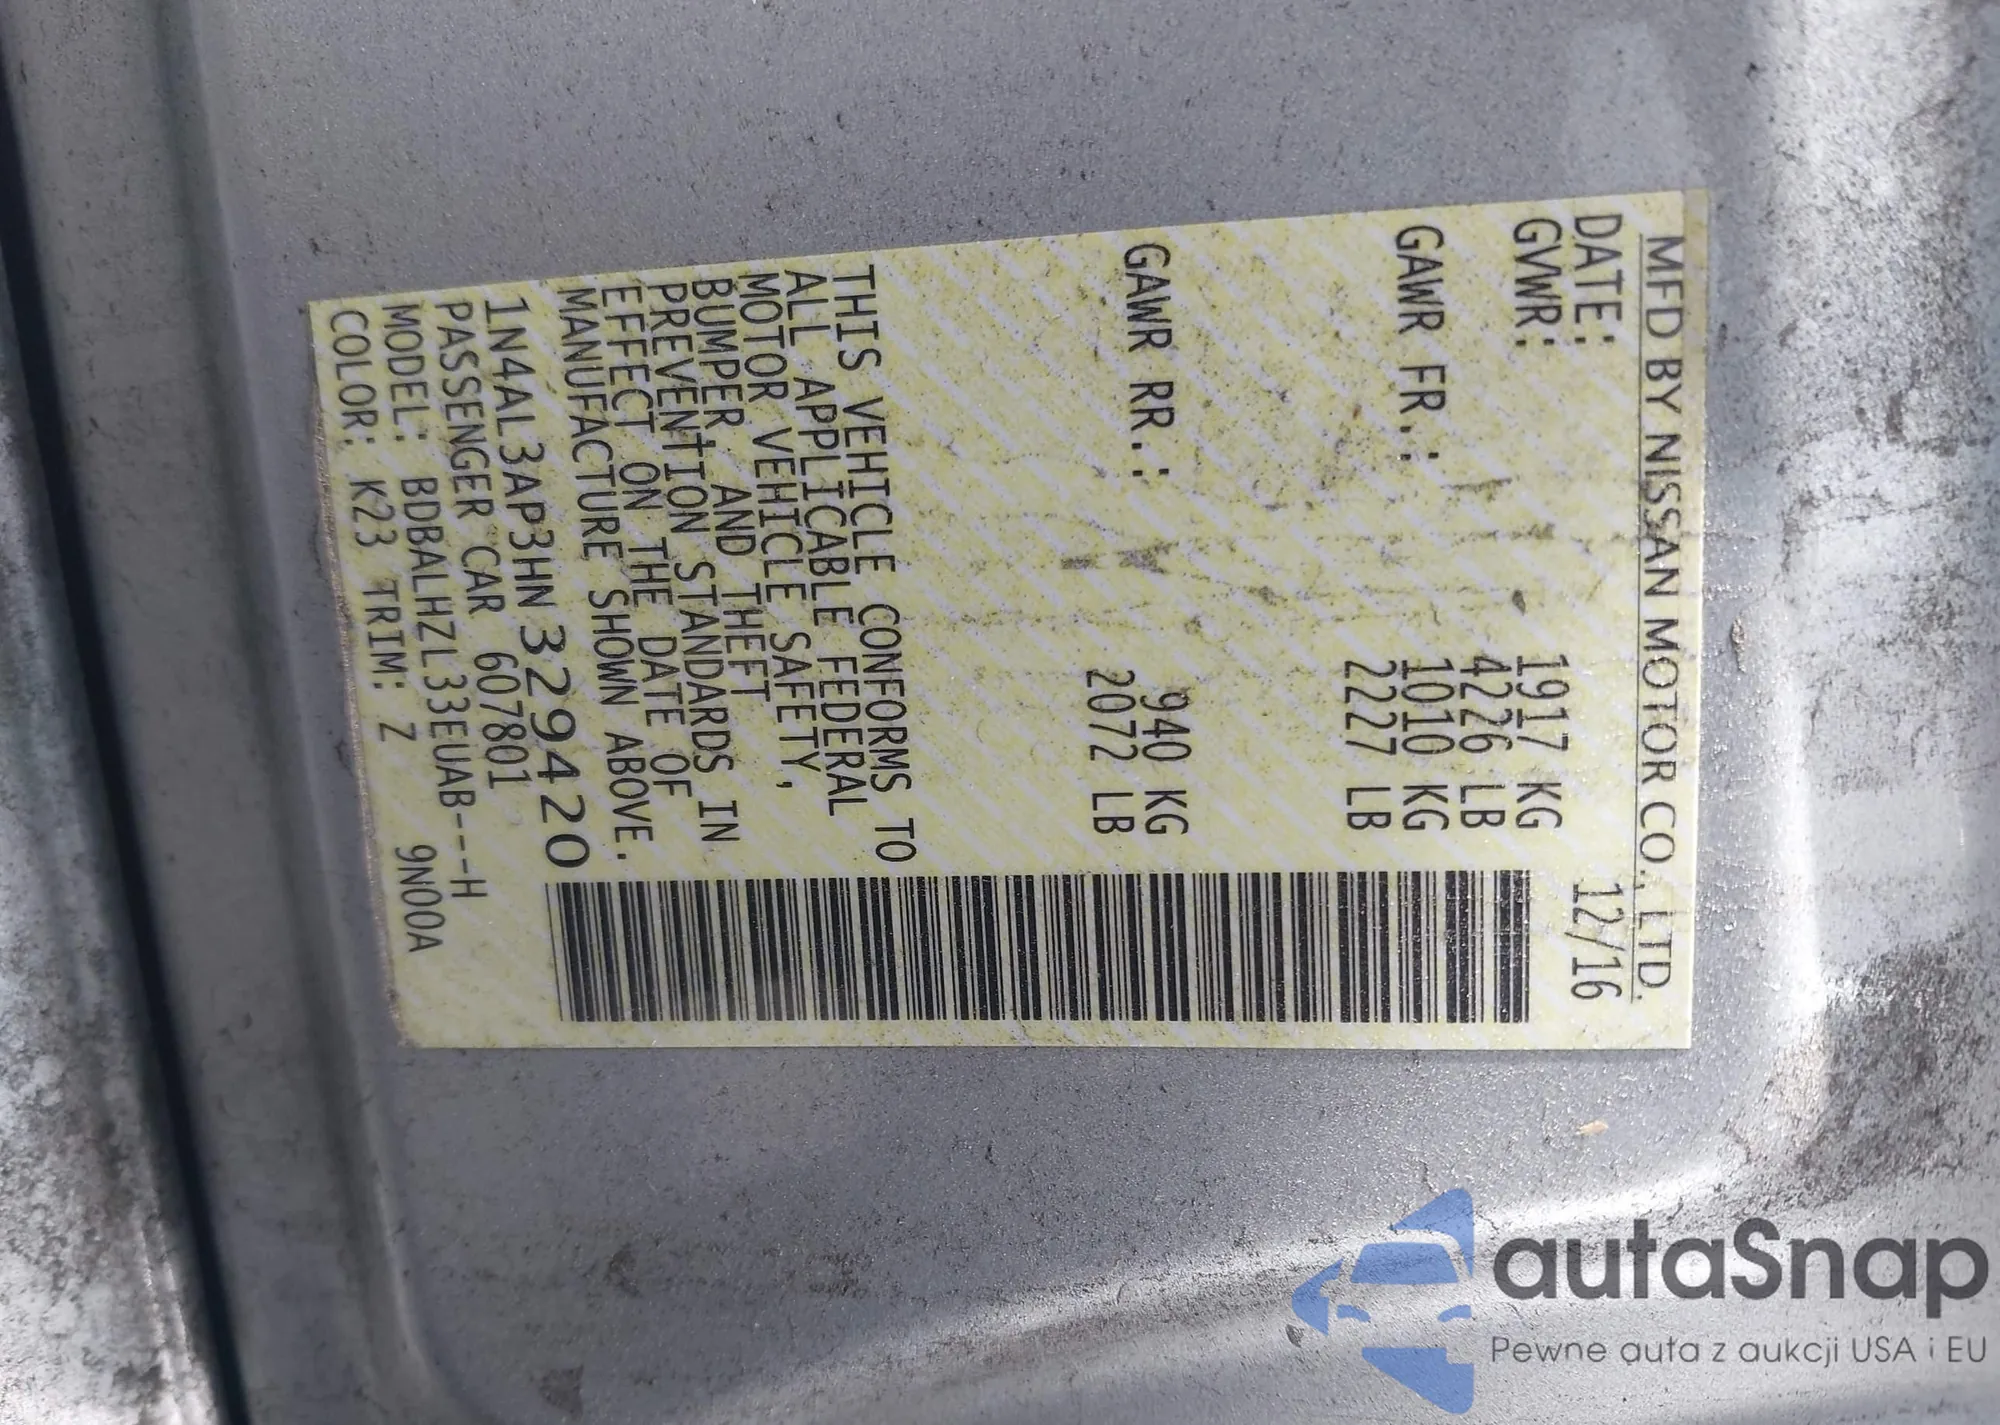 MFD BY NISSAN MOTOR CO., LTD.
DATE: 12/16
GVWR: 1917 KG
4226 LB
GAWR FR.: 1010 KG
2227 LB
GAWR RR.: 940 KG
2072 LB
THIS VEHICLE CONFORMS TO
ALL APPLICABLE FEDERAL
MOTOR VEHICLE SAFETY,
BUMPER, AND THEFT
PREVENTION STANDARDS IN
EFFECT ON THE DATE OF
MANUFACTURE SHOWN ABOVE.
1N4AL3AP3HN329420
PASSENGER CAR 607801
MODEL: BDBALHZL33EUAB---H
COLOR: K23 TRIM: Z 9N00A
autaSnap
Pewne auta z aukcji USA i EU